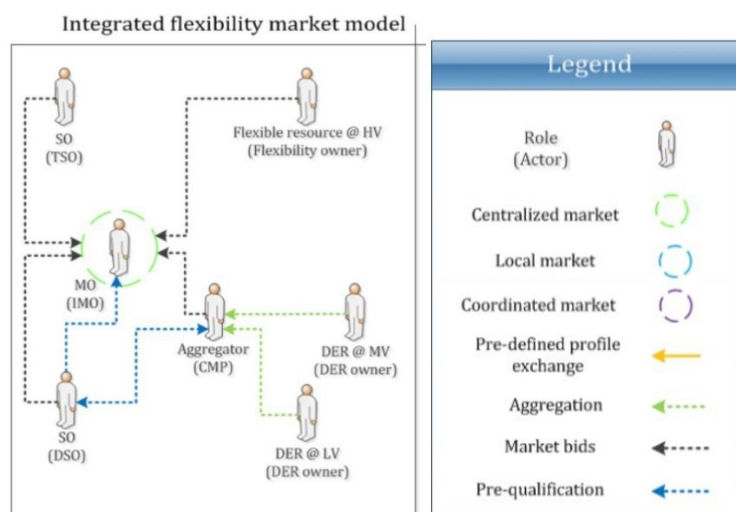 Integrated flexibility market model
SO
(TSO)
Flexible resource @ HV
(Flexibility owner)
MO
(IMO)
Aggregator
(CMP)
DER @ MV
(DER owner)
SO
(DSO)
DER @ LV
(DER owner)
Legend
Role
(Actor)
Centralized market
Local market
Coordinated market
Pre-defined profile
exchange
Aggregation
Market bids
Pre-qualification